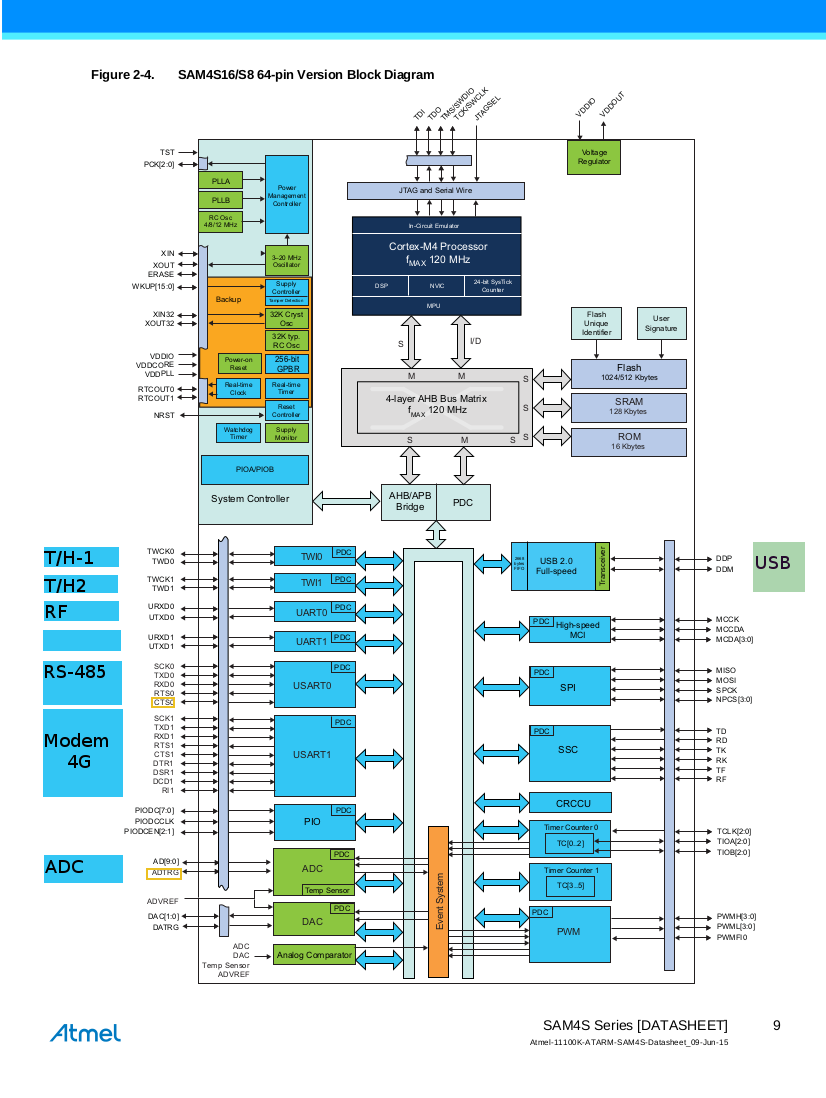 Figure 2-4. SAM4S16/S8 64-pin Version Block Diagram
TDI
TDO
TMS/SWDIO
TCK/SWCLK
JTAGSEL
VDDIO
VDDOUT
Voltage
Regulator
TST
PCK[2:0]
PLLA
PLLB
RC Osc
4/8/12 MHz
Power
Management
Controller
JTAG and Serial Wire
In-Circuit Emulator
Cortex-M4 Processor
fMAX 120 MHz
DSP
NVIC
24-bit SysTick
Counter
MPU
XIN
XOUT
ERASE
WKUP[15:0]
3–20 MHz
Oscillator
Backup
Supply
Controller
Tamper Detection
XIN32
XOUT32
32K Cryst
Osc
32K typ.
RC Osc
VDDIO
VDDCORE
VDDPLL
Power-on
Reset
256-bit
GPBR
RTCOUT0
RTCOUT1
Real-time
Clock
Real-time
Timer
NRST
Reset
Controller
Watchdog
Timer
Supply
Monitor
PIOA/PIOB
System Controller
S
I/D
M
M
4-layer AHB Bus Matrix
fMAX 120 MHz
S
S
S
S
M
S
Flash
Unique
Identifier
User
Signature
Flash
1024/512 Kbytes
SRAM
128 Kbytes
ROM
16 Kbytes
AHB/APB
Bridge
PDC
T/H-1
T/H2
RF
RS-485
Modem
4G
ADC
USB
TWCK0
TWD0
TWI0
PDC
TWCK1
TWD1
TWI1
PDC
URXD0
UTXD0
UART0
PDC
URXD1
UTXD1
UART1
PDC
SCK0
TXD0
RXD0
RTS0
CTS0
USART0
PDC
SCK1
TXD1
RXD1
RTS1
CTS1
DTR1
DSR1
DCD1
RI1
USART1
PDC
PIODC[7:0]
PIODCCLK
PIODCEN[2:1]
PIO
PDC
AD[9:0]
ADTRG
ADC
PDC
Temp Sensor
ADVREF
DAC[1:0]
DATRG
DAC
PDC
ADC
DAC
Temp Sensor
ADVREF
Analog Comparator
Event System
USB 2.0
Full-speed
Transceiver
DDP
DDM
PDC
High-speed
MCI
MCCK
MCCDA
MCDA[3:0]
PDC
SPI
MISO
MOSI
SPCK
NPCS[3:0]
PDC
SSC
TD
RD
TK
RK
TF
RF
CRCCU
Timer Counter 0
TC[0..2]
TCLK[2:0]
TIOA[2:0]
TIOB[2:0]
Timer Counter 1
TC[3..5]
PDC
PWM
PWMH[3:0]
PWML[3:0]
PWMFI0
Atmel
SAM4S Series [DATASHEET]
9
Atmel-11100K-ATARM-SAM4S-Datasheet_09-Jun-15